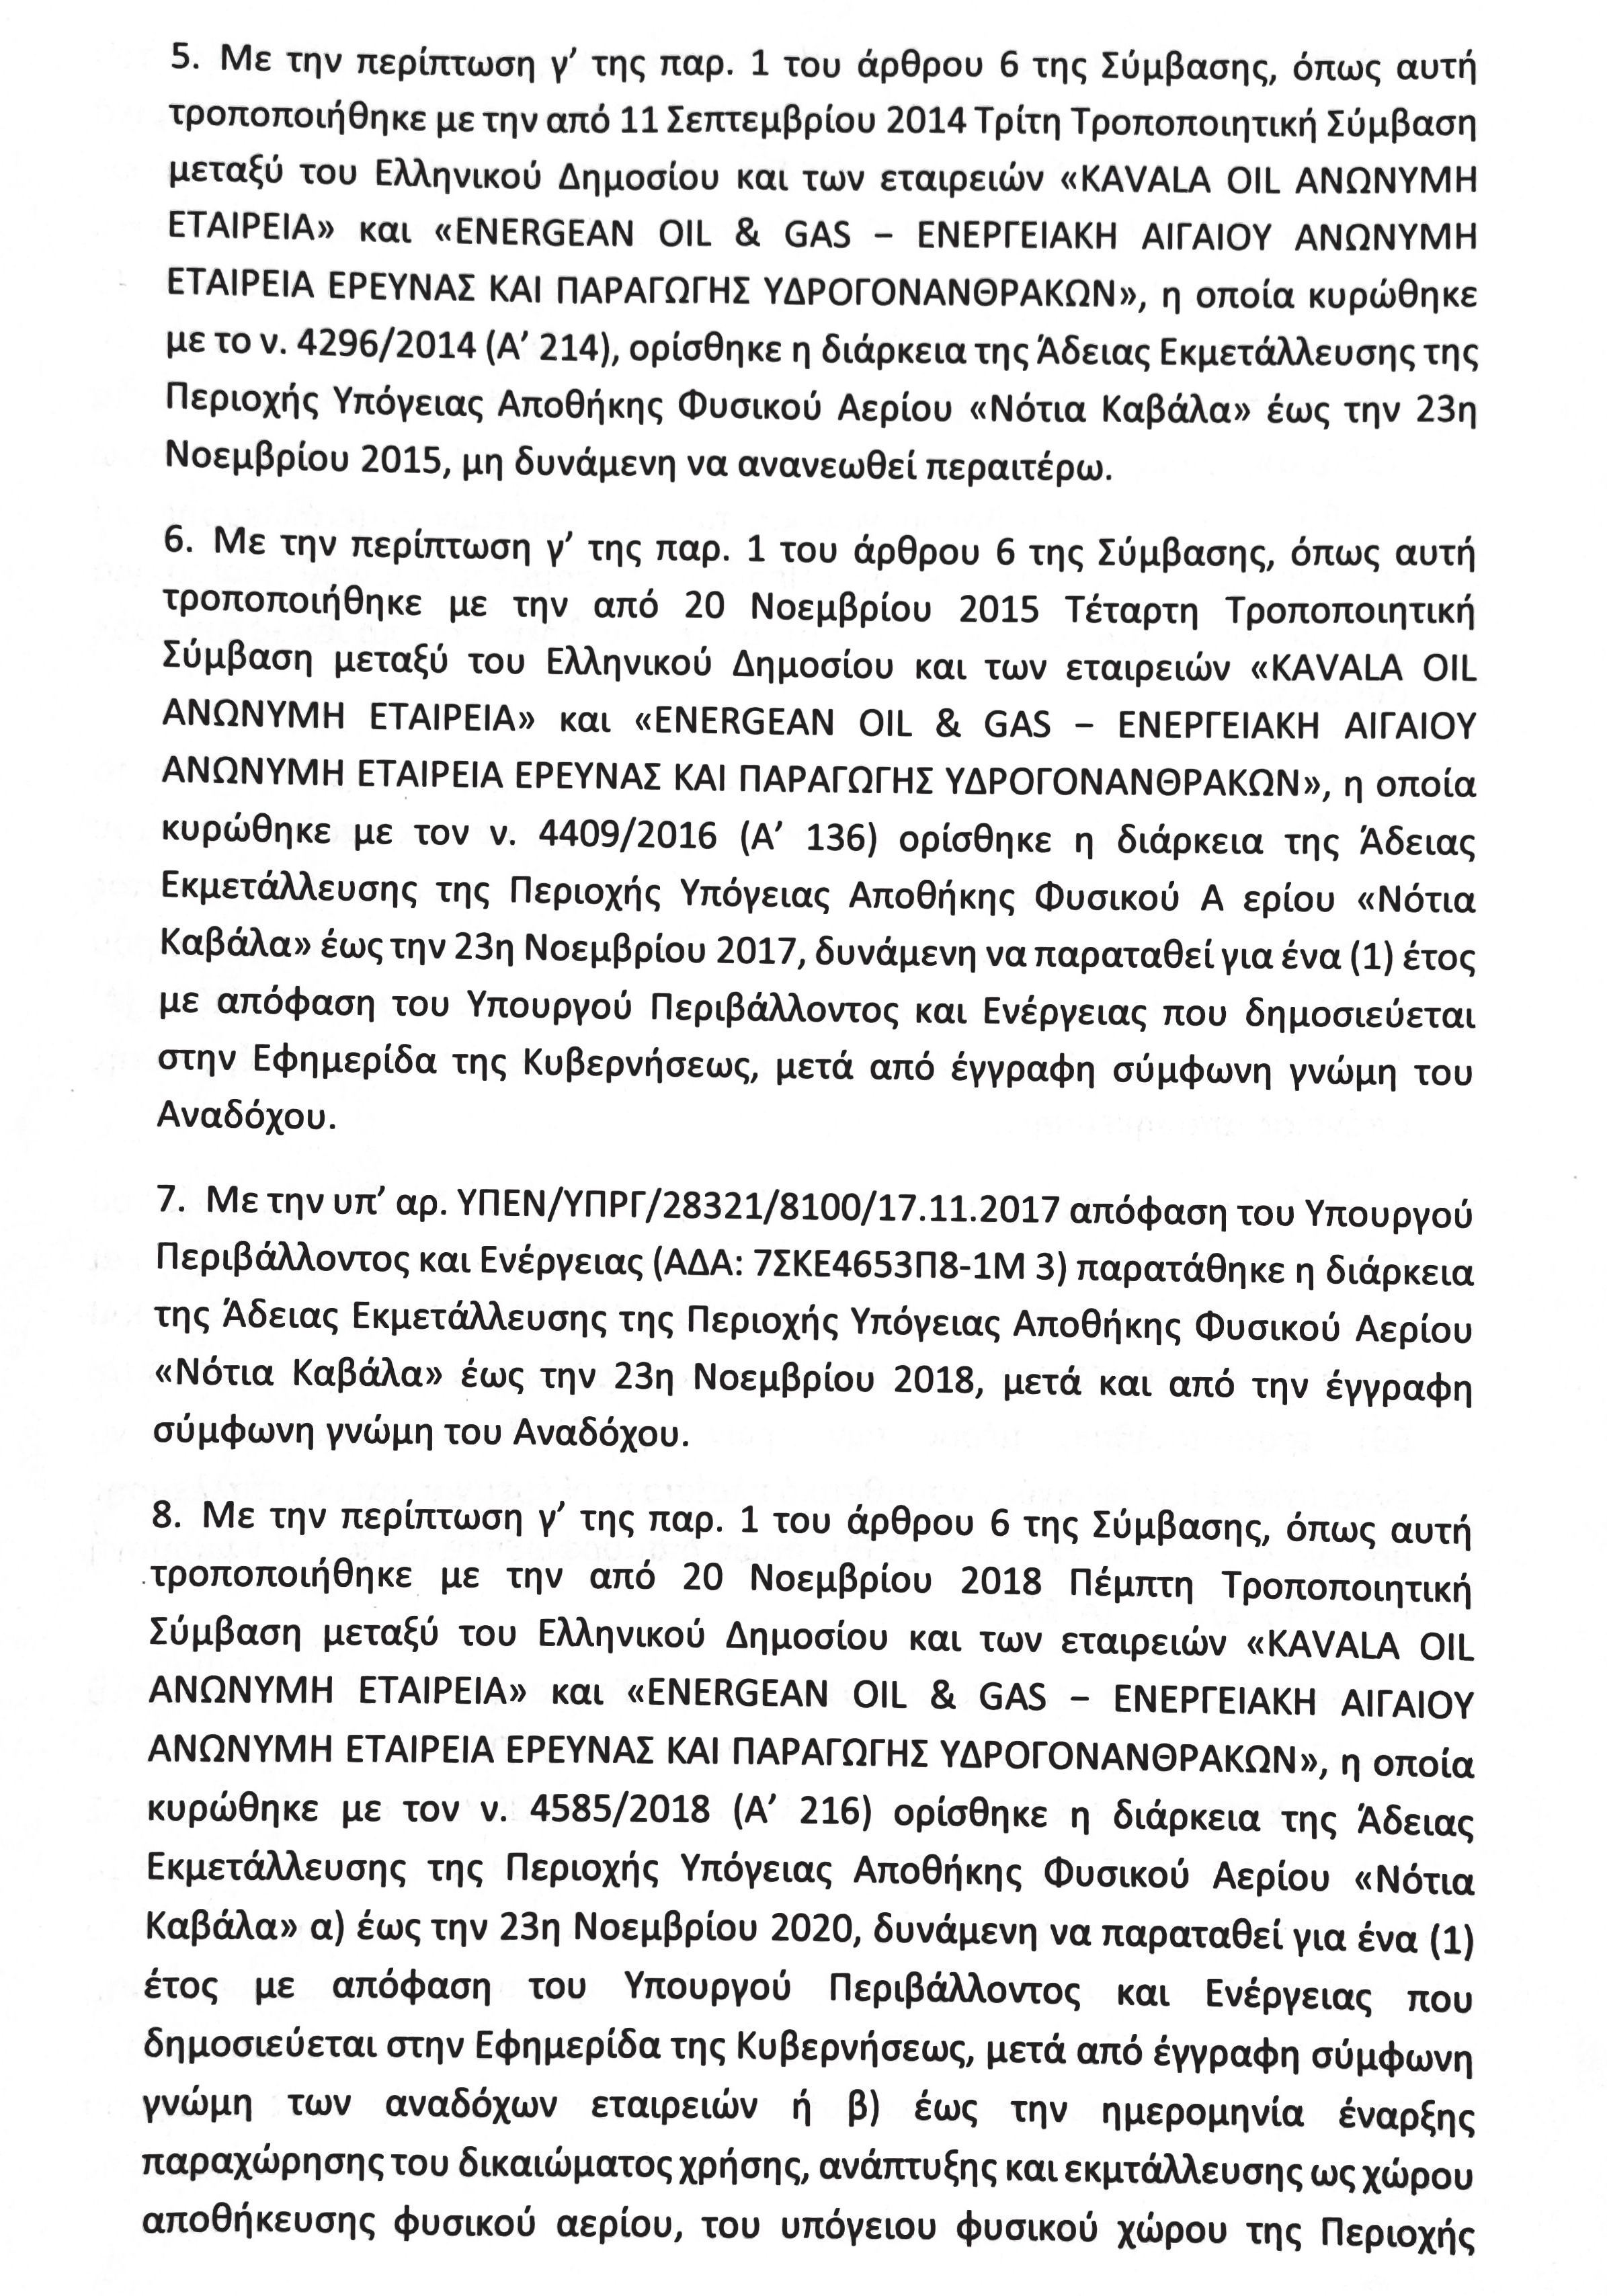 5. Με την περίπτωση γ’ της παρ. 1 του άρθρου 6 της Σύμβασης, όπως αυτή
τροποποιήθηκε με την από 11 Σεπτεμβρίου 2014 Τρίτη Τροποποιητική Σύμβαση
μεταξύ του Ελληνικού Δημοσίου και των εταιρειών «KAVALA OIL ΑΝΩΝΥΜΗ
ΕΤΑΙΡΕΙΑ» και «ENERGEAN OIL & GAS – ΕΝΕΡΓΕΙΑΚΗ ΑΙΓΑΙΟΥ ΑΝΩΝΥΜΗ
ΕΤΑΙΡΕΙΑ ΕΡΕΥΝΑΣ ΚΑΙ ΠΑΡΑΓΩΓΗΣ ΥΔΡΟΓΟΝΑΝΘΡΑΚΩΝ», η οποία κυρώθηκε
με το ν. 4296/2014 (Α’ 214), ορίσθηκε η διάρκεια της Άδειας Εκμετάλλευσης της
Περιοχής Υπόγειας Αποθήκης Φυσικού Αερίου «Νότια Καβάλα» έως την 23η
Νοεμβρίου 2015, μη δυνάμενη να ανανεωθεί περαιτέρω.
6. Με την περίπτωση γ’ της παρ. 1 του άρθρου 6 της Σύμβασης, όπως αυτή
τροποποιήθηκε με την από 20 Νοεμβρίου 2015 Τέταρτη Τροποποιητική
Σύμβαση μεταξύ του Ελληνικού Δημοσίου και των εταιρειών «KAVALA OIL
ΑΝΩΝΥΜΗ ΕΤΑΙΡΕΙΑ» και «ENERGEAN OIL & GAS – ΕΝΕΡΓΕΙΑΚΗ ΑΙΓΑΙΟΥ
ΑΝΩΝΥΜΗ ΕΤΑΙΡΕΙΑ ΕΡΕΥΝΑΣ ΚΑΙ ΠΑΡΑΓΩΓΗΣ ΥΔΡΟΓΟΝΑΝΘΡΑΚΩΝ», η οποία
κυρώθηκε με τον ν. 4409/2016 (Α’ 136) ορίσθηκε η διάρκεια της Άδειας
Εκμετάλλευσης της Περιοχής Υπόγειας Αποθήκης Φυσικού Α ερίου «Νότια
Καβάλα» έως την 23η Νοεμβρίου 2017, δυνάμενη να παραταθεί για ένα (1) έτος
με απόφαση του Υπουργού Περιβάλλοντος και Ενέργειας που δημοσιεύεται
στην Εφημερίδα της Κυβερνήσεως, μετά από έγγραφη σύμφωνη γνώμη του
Αναδόχου.
7. Με την υπ’ αρ. ΥΠΕΝ/ΥΠΡΓ/28321/8100/17.11.2017 απόφαση του Υπουργού
Περιβάλλοντος και Ενέργειας (ΑΔΑ: 7ΣΚΕ4653Π8-1Μ 3) παρατάθηκε η διάρκεια
της Άδειας Εκμετάλλευσης της Περιοχής Υπόγειας Αποθήκης Φυσικού Αερίου
«Νότια Καβάλα» έως την 23η Νοεμβρίου 2018, μετά και από την έγγραφη
σύμφωνη γνώμη του Αναδόχου.
8. Με την περίπτωση γ’ της παρ. 1 του άρθρου 6 της Σύμβασης, όπως αυτή
τροποποιήθηκε με την από 20 Νοεμβρίου 2018 Πέμπτη Τροποποιητική
Σύμβαση μεταξύ του Ελληνικού Δημοσίου και των εταιρειών «KAVALA OIL
ΑΝΩΝΥΜΗ ΕΤΑΙΡΕΙΑ» και «ENERGEAN OIL & GAS – ΕΝΕΡΓΕΙΑΚΗ ΑΙΓΑΙΟΥ
ΑΝΩΝΥΜΗ ΕΤΑΙΡΕΙΑ ΕΡΕΥΝΑΣ ΚΑΙ ΠΑΡΑΓΩΓΗΣ ΥΔΡΟΓΟΝΑΝΘΡΑΚΩΝ», η οποία
κυρώθηκε με τον ν. 4585/2018 (Α’ 216) ορίσθηκε η διάρκεια της Άδειας
Εκμετάλλευσης της Περιοχής Υπόγειας Αποθήκης Φυσικού Αερίου «Νότια
Καβάλα» α) έως την 23η Νοεμβρίου 2020, δυνάμενη να παραταθεί για ένα (1)
έτος με απόφαση του Υπουργού Περιβάλλοντος και Ενέργειας που
δημοσιεύεται στην Εφημερίδα της Κυβερνήσεως, μετά από έγγραφη σύμφωνη
γνώμη των αναδόχων εταιρειών ή β) έως την ημερομηνία έναρξης
παραχώρησης του δικαιώματος χρήσης, ανάπτυξης και εκμτάλλευσης ως χώρου
αποθήκευσης φυσικού αερίου, του υπόγειου φυσικού χώρου της Περιοχής